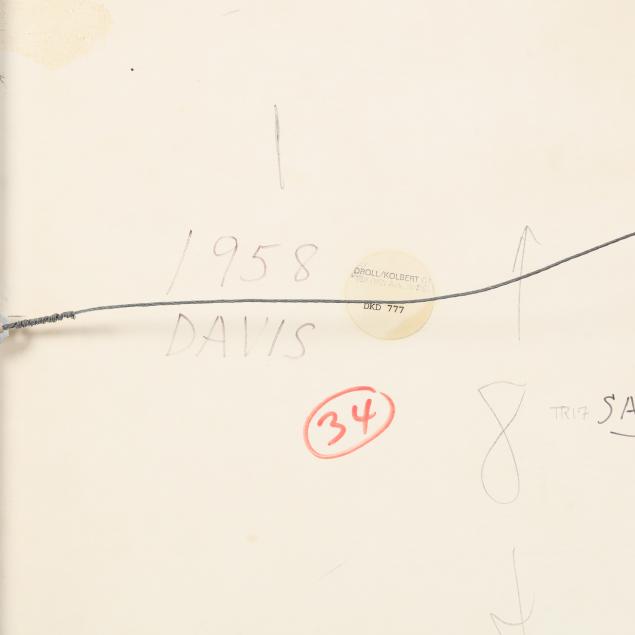 1958
DROLL/KOLBERT
DKD 777
DAVIS
34
8
TR17 SA